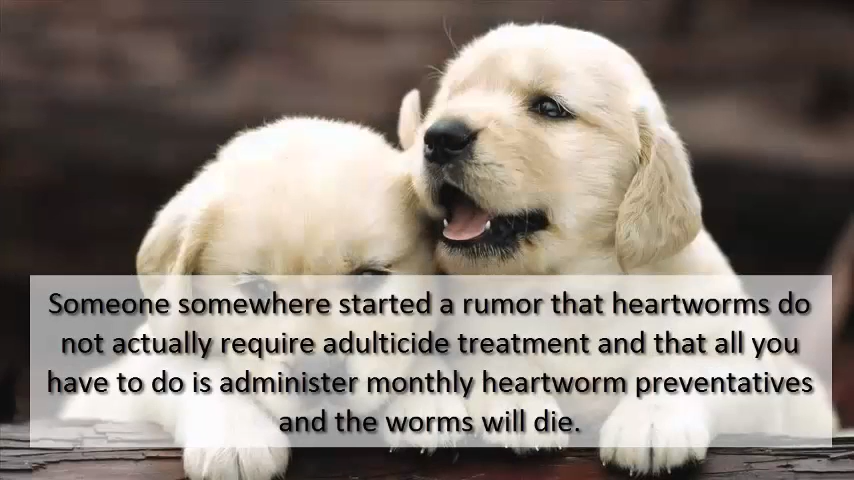 Someone somewhere started a rumor that heartworms do
not actually require adulticide treatment and that all you
have to do is administer monthly heartworm preventatives
and the worms will die.